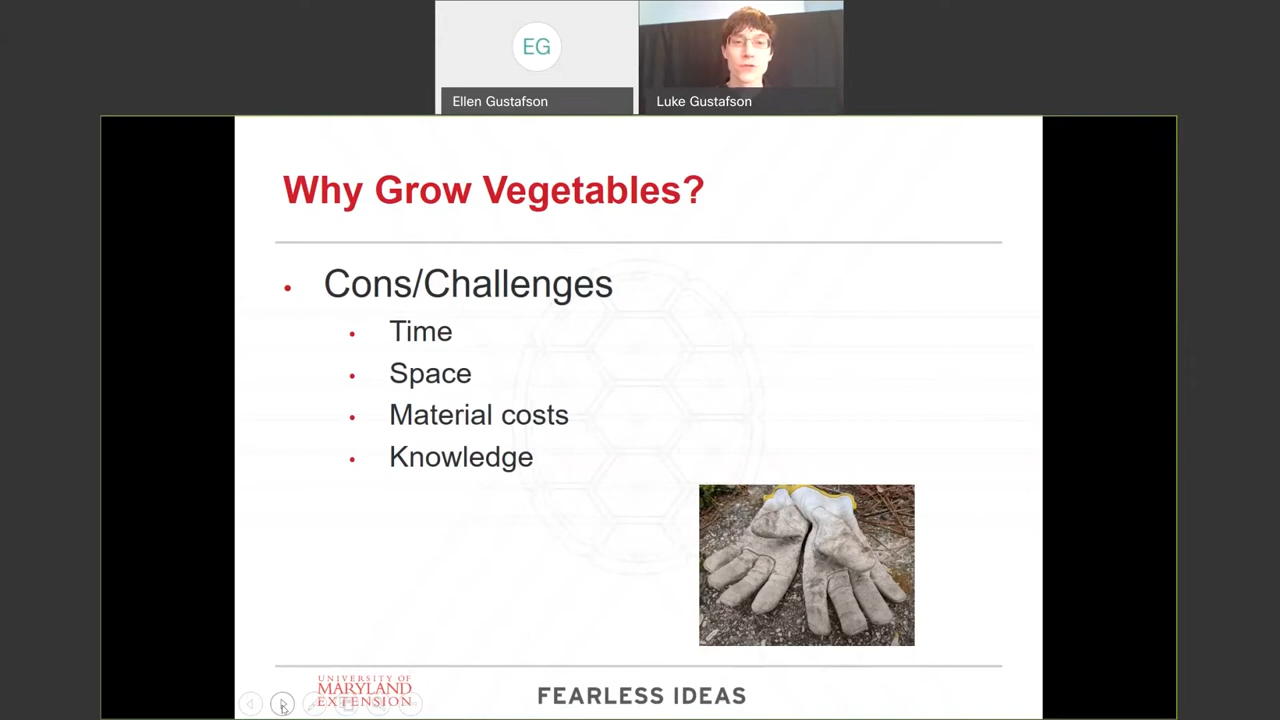 EG
Ellen Gustafson
Luke Gustafson
Why Grow Vegetables?
• Cons/Challenges
• Time
• Space
• Material costs
• Knowledge
UNIVERSITY OF
MARYLAND
EXTENSION
FEARLESS IDEAS